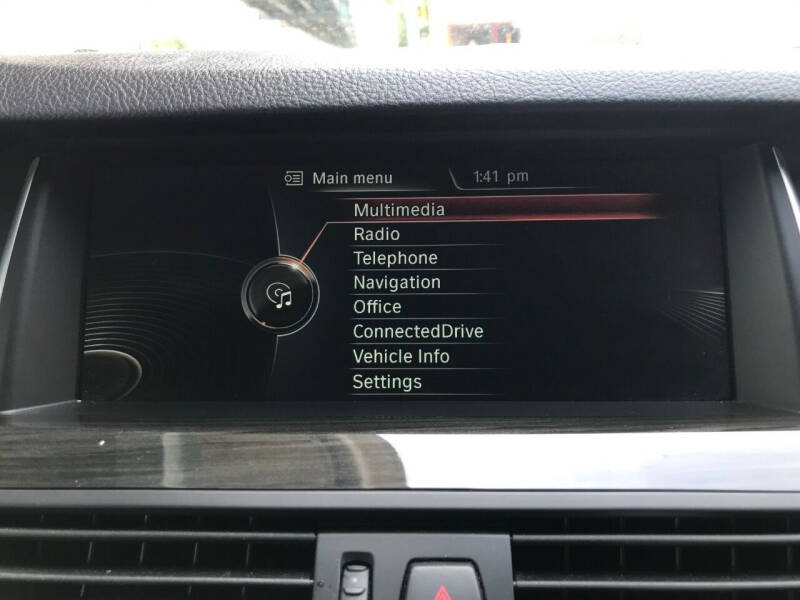 Main menu 1:41 pm
Multimedia
Radio
Telephone
Navigation
Office
ConnectedDrive
Vehicle Info
Settings